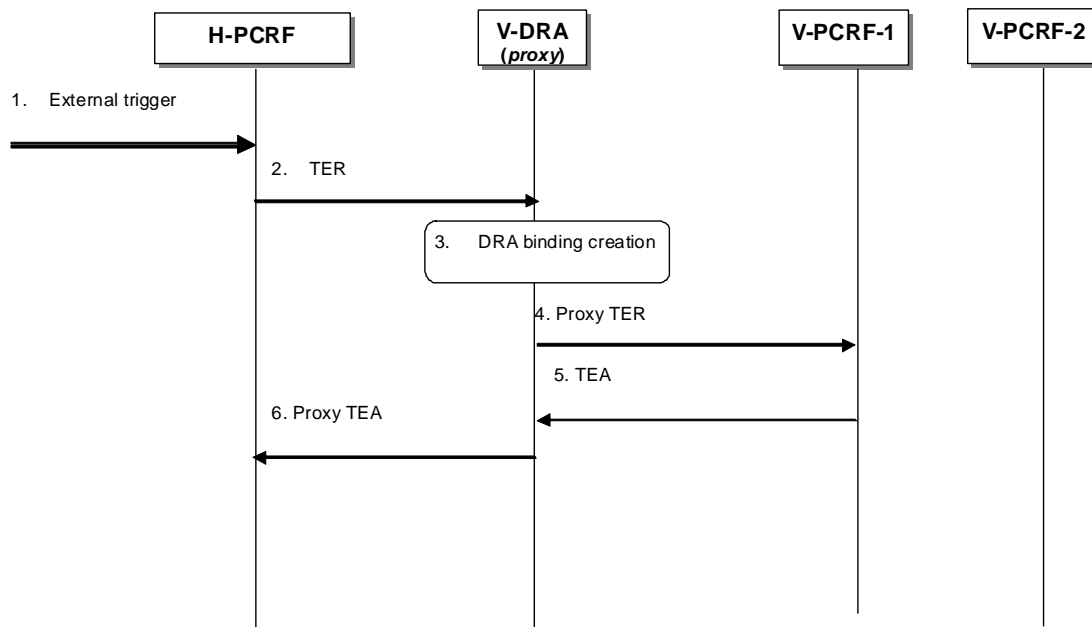 H-PCRF
V-DRA
(proxy)
V-PCRF-1
V-PCRF-2
1. External trigger
2. TER
3. DRA binding creation
4. Proxy TER
5. TEA
6. Proxy TEA